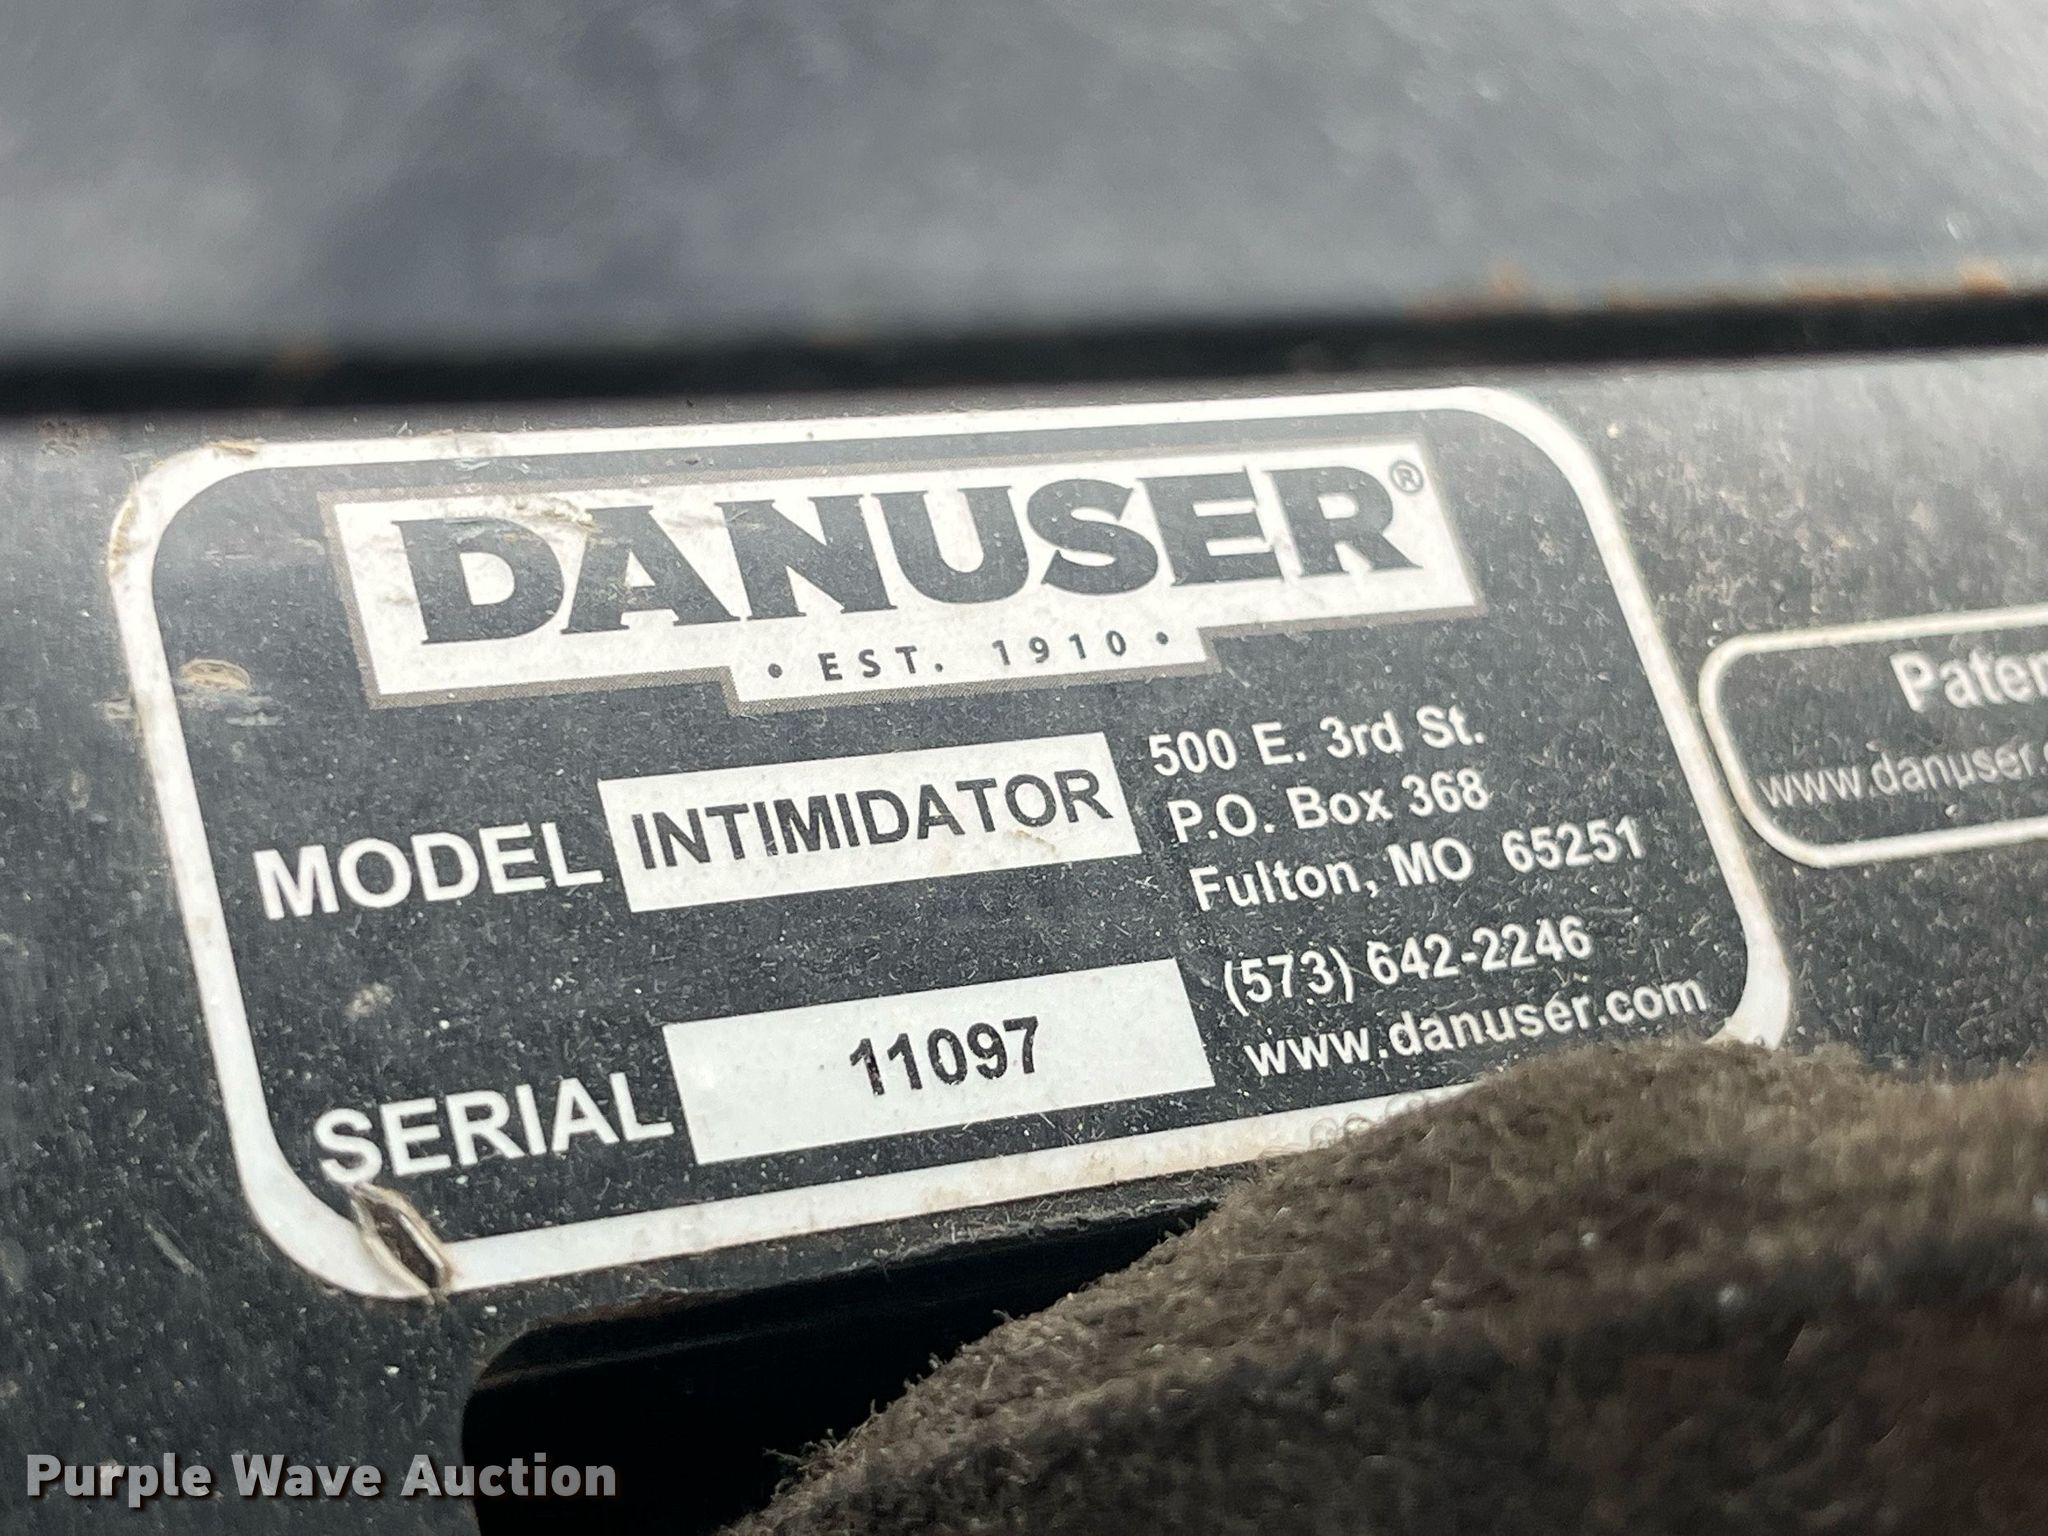 DANUSER®
• EST. 1910 •
MODEL INTIMIDATOR
SERIAL 11097
500 E. 3rd St.
P.O. Box 368
Fulton, MO 65251
(573) 642-2246
www.danuser.com
www.danuser.
Purple Wave Auction